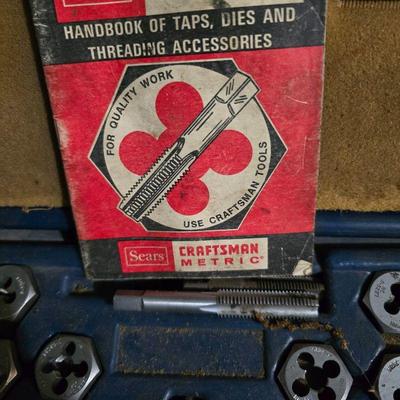 HANDBOOK OF TAPS, DIES AND
THREADING ACCESSORIES
FOR QUALITY WORK
USE CRAFTSMAN TOOLS
Sears
CRAFTSMAN
METRIC